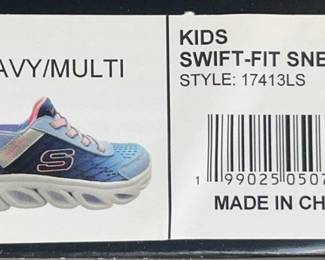 AVY/MULTI
S
KIDS
SWIFT-FIT SNE
STYLE: 17413LS
1 99025 0507
MADE IN CH